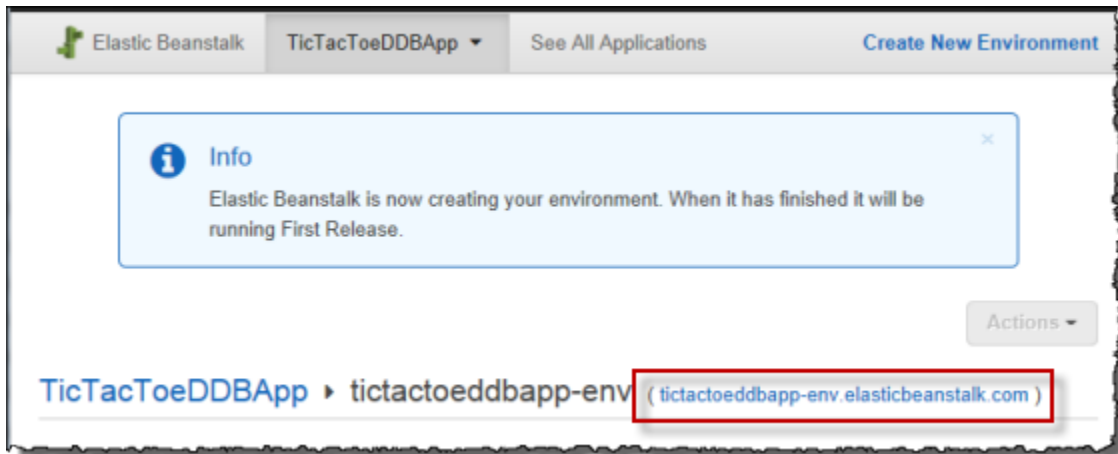 Elastic Beanstalk TicTacToeDDBApp See All Applications Create New Environment
Info
Elastic Beanstalk is now creating your environment. When it has finished it will be
running First Release.
Actions
TicTacToeDDBApp tictactoeddbapp-env ( tictactoeddbapp-env.elasticbeanstalk.com )